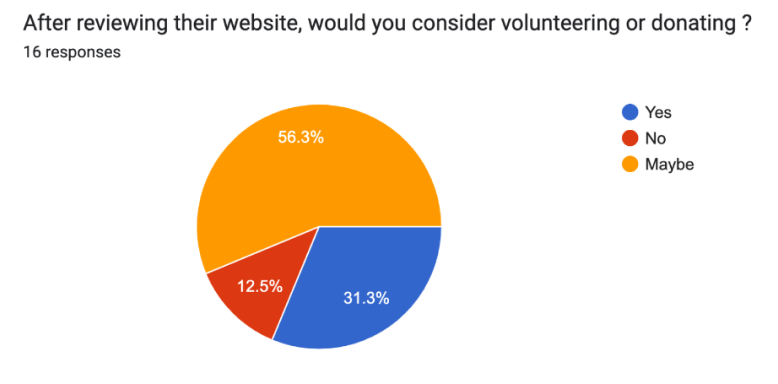 After reviewing their website, would you consider volunteering or donating ?
16 responses
Yes
No
Maybe
56.3%
12.5%
31.3%